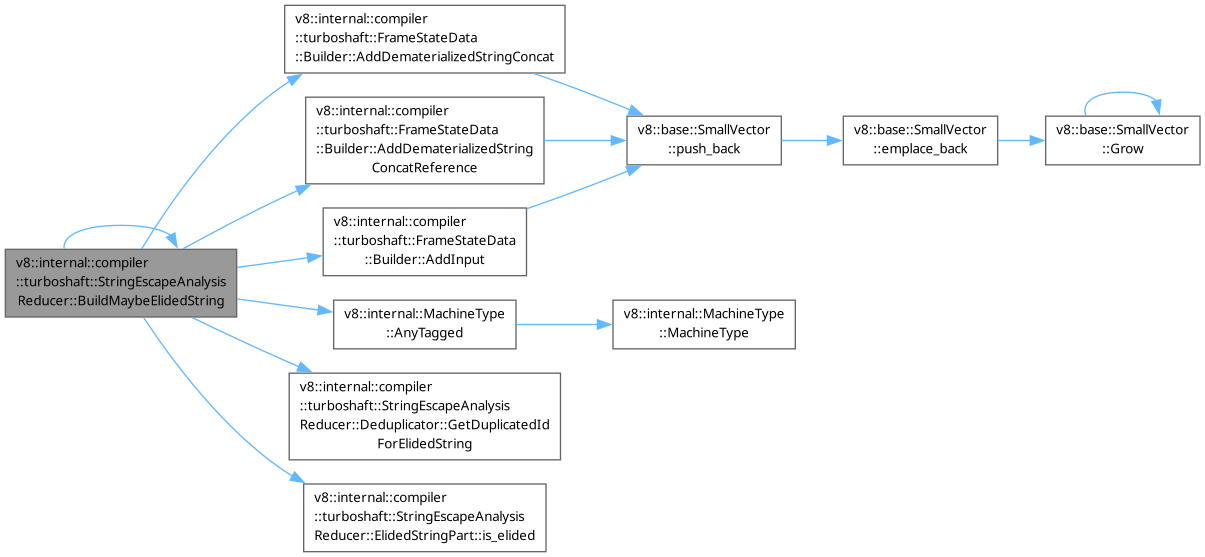 v8::internal::compiler
::turboshaft::FrameStateData
::Builder::AddDematerializedStringConcat
v8::internal::compiler
::turboshaft::FrameStateData
::Builder::AddDematerializedString
ConcatReference
v8::base::SmallVector
::push_back
v8::base::SmallVector
::emplace_back
v8::base::SmallVector
::Grow
v8::internal::compiler
::turboshaft::FrameStateData
::Builder::AddInput
v8::internal::compiler
::turboshaft::StringEscapeAnalysis
Reducer::BuildMaybeElidedString
v8::internal::MachineType
::AnyTagged
v8::internal::MachineType
::MachineType
v8::internal::compiler
::turboshaft::StringEscapeAnalysis
Reducer::Deduplicator::GetDuplicatedId
ForElidedString
v8::internal::compiler
::turboshaft::StringEscapeAnalysis
Reducer::ElidedStringPart::is_elided